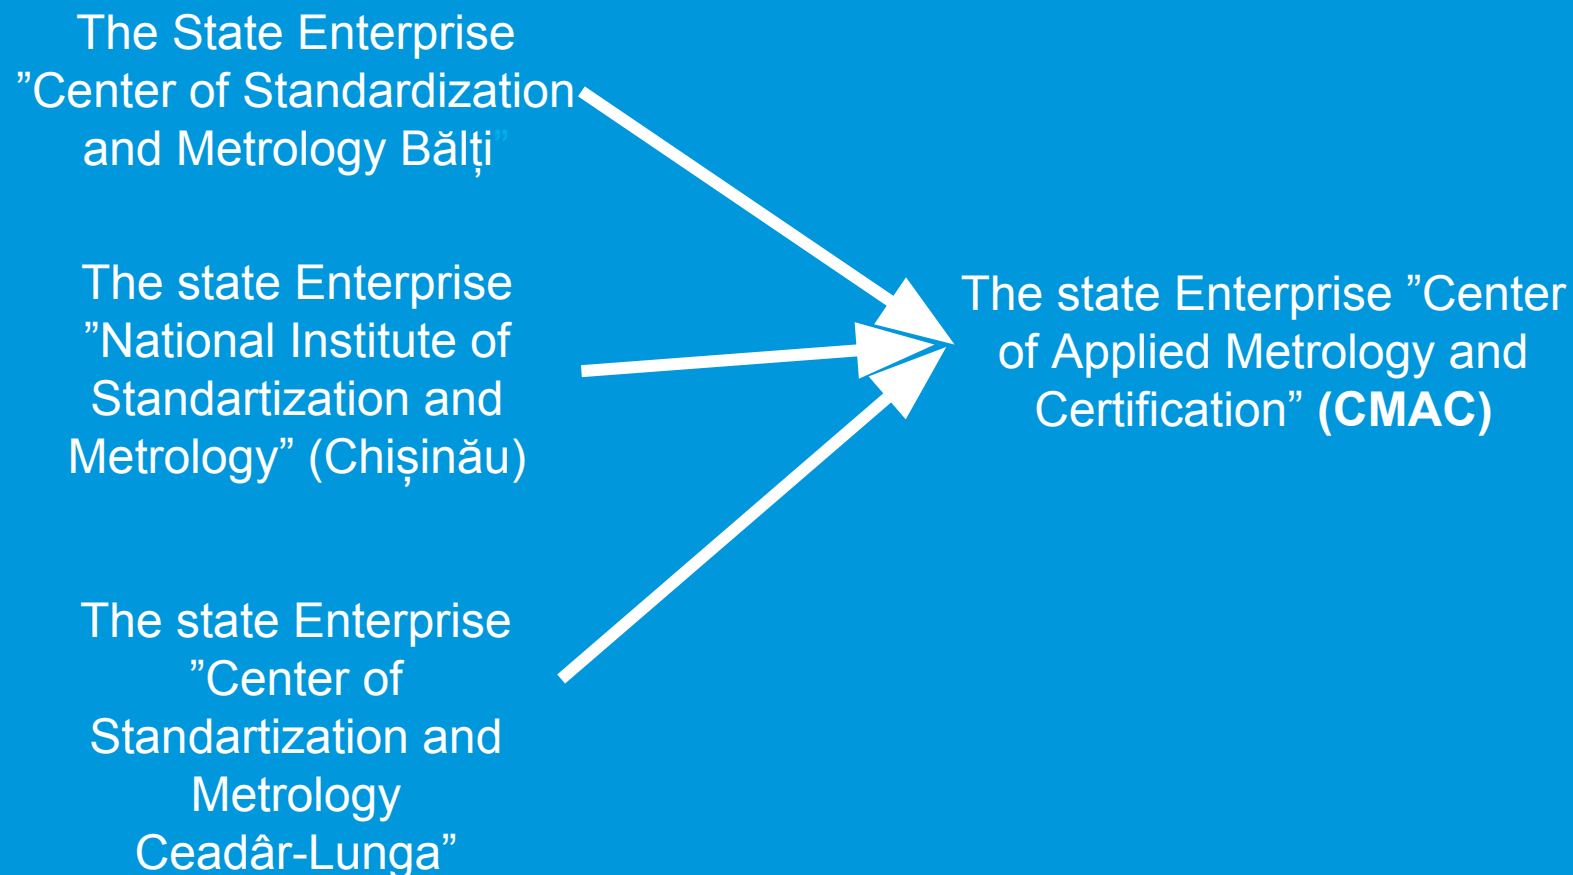 The State Enterprise
”Center of Standardization
and Metrology Bălți”
The state Enterprise
”National Institute of
Standartization and
Metrology” (Chișinău)
The state Enterprise
”Center of
Standartization and
Metrology
Ceadâr-Lunga”
The state Enterprise ”Center
of Applied Metrology and
Certification” (CMAC)